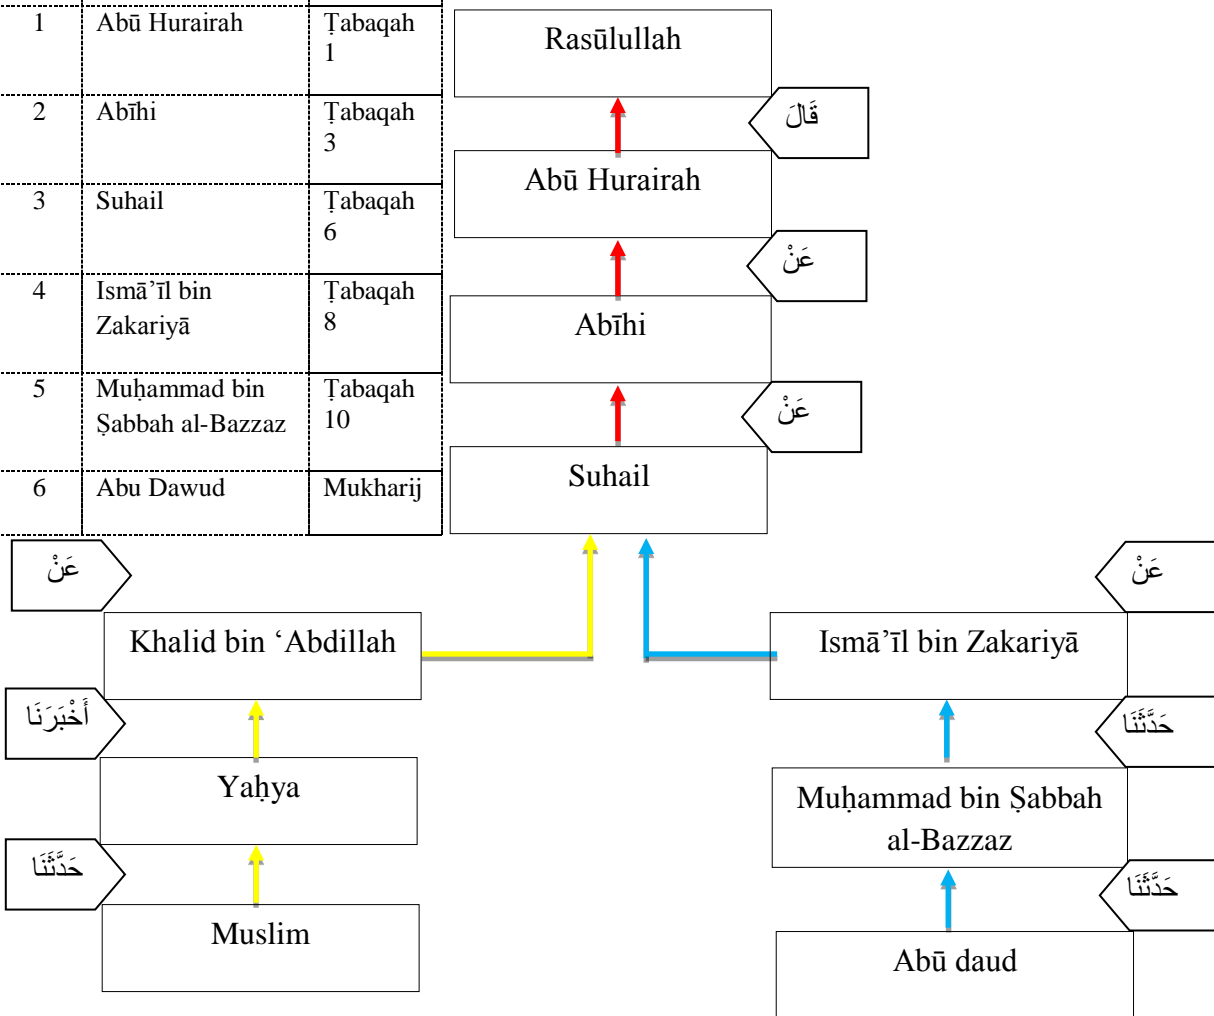 1 Abū Hurairah Ṭabaqah
1
2 Abīhi Ṭabaqah
3
3 Suhail Ṭabaqah
6
4 Ismā’īl bin Ṭabaqah
Zakariyā 8
5 Muḥammad bin Ṭabaqah
Ṣabbah al-Bazzaz 10
6 Abu Dawud Mukharij
Rasūlullah
قَالَ
Abū Hurairah
عَنْ
Abīhi
عَنْ
Suhail
عَنْ
Khalid bin ‘Abdillah
أَخْبَرَنَا
Yaḥya
حَدَّثَنَا
Muslim
عَنْ
Ismā’īl bin Zakariyā
حَدَّثَنَا
Muḥammad bin Ṣabbah
al-Bazzaz
حَدَّثَنَا
Abū daud